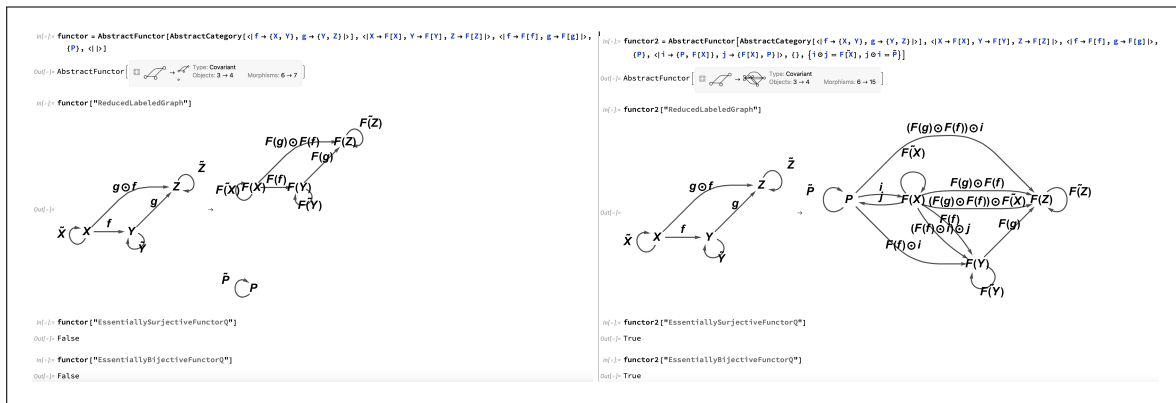 In[-]:= functor = AbstractFunctor[AbstractCategory[<|f → {X, Y}, g → {Y, Z}|>], <|X → F[X], Y → F[Y], Z → F[Z]|>, <|f → F[f], g → F[g]|>,
{P}, <||>]
Out[-]= AbstractFunctor[
Type: Covariant
Objects: 3 → 4 Morphisms: 6 → 7
]
In[-]:= functor["ReducedLabeledGraph"]
Out[-]=
g⊙f
Z̃
Z
g
X̃
X
f
Y
Ỹ
→
F(g)⊙F(f)
F(Z)
F(Z̃)
F(g)
F(X̃)
F(X)
F(f)
F(Y)
F(Ỹ)
P̃
P
In[-]:= functor["EssentiallySurjectiveFunctorQ"]
Out[-]= False
In[-]:= functor["EssentiallyBijectiveFunctorQ"]
Out[-]= False
In[-]:= functor2 = AbstractFunctor[AbstractCategory[<|f → {X, Y}, g → {Y, Z}|>], <|X → F[X], Y → F[Y], Z → F[Z]|>, <|f → F[f], g → F[g]|>,
{P}, <|i → {P, F[X]}, j → {F[X], P}|>, {}, {i⊙j = F[X̃], j⊙i = P̃}]
Out[-]= AbstractFunctor[
Type: Covariant
Objects: 3 → 4 Morphisms: 6 → 15
]
In[-]:= functor2["ReducedLabeledGraph"]
Out[-]=
g⊙f
Z̃
Z
g
X̃
X
f
Y
Ỹ
→
(F(g)⊙F(f))⊙i
F(X̃)
P̃
P
i
j
F(X)
F(g)⊙F(f)
(F(g)⊙F(f))⊙F(X̃)
F(Z)
F(Z̃)
F(f)
(F(f)⊙i)⊙j
F(g)
F(f)⊙i
F(Y)
F(Ỹ)
In[-]:= functor2["EssentiallySurjectiveFunctorQ"]
Out[-]= True
In[-]:= functor2["EssentiallyBijectiveFunctorQ"]
Out[-]= True